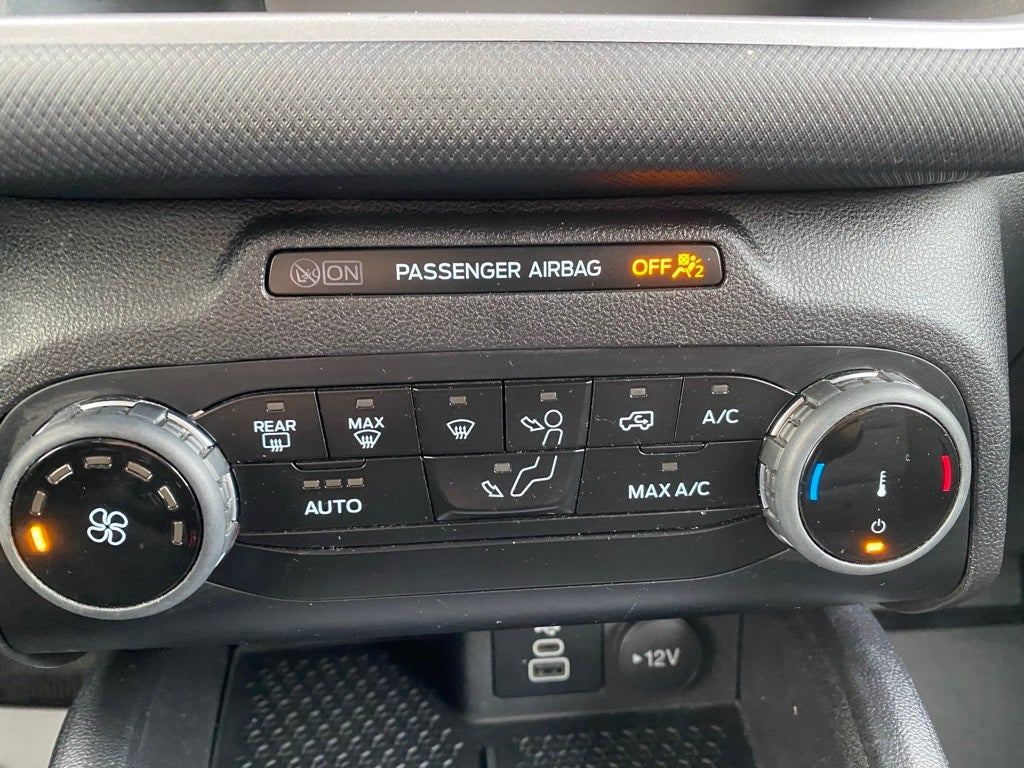 ON PASSENGER AIRBAG OFF 2
REAR
MAX
A/C
AUTO
MAX A/C
12V